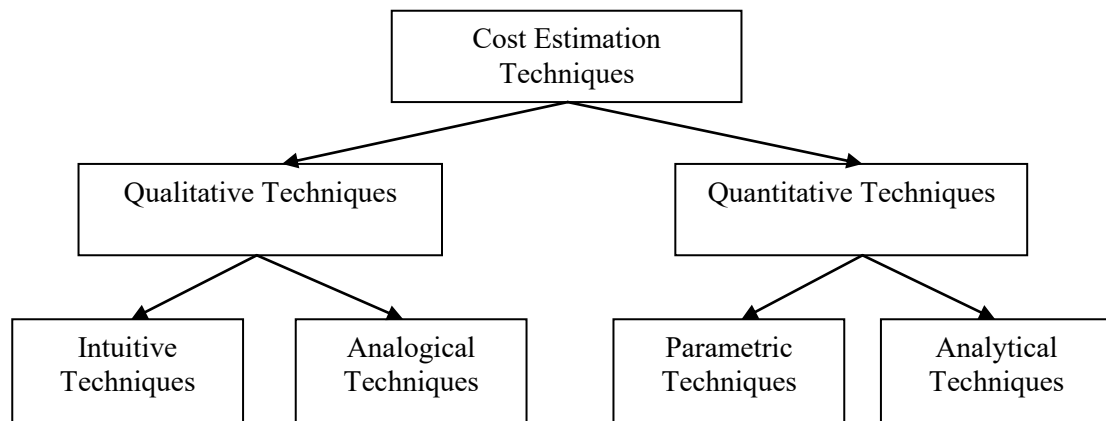 Cost Estimation
Techniques
Qualitative Techniques
Quantitative Techniques
Intuitive
Techniques
Analogical
Techniques
Parametric
Techniques
Analytical
Techniques